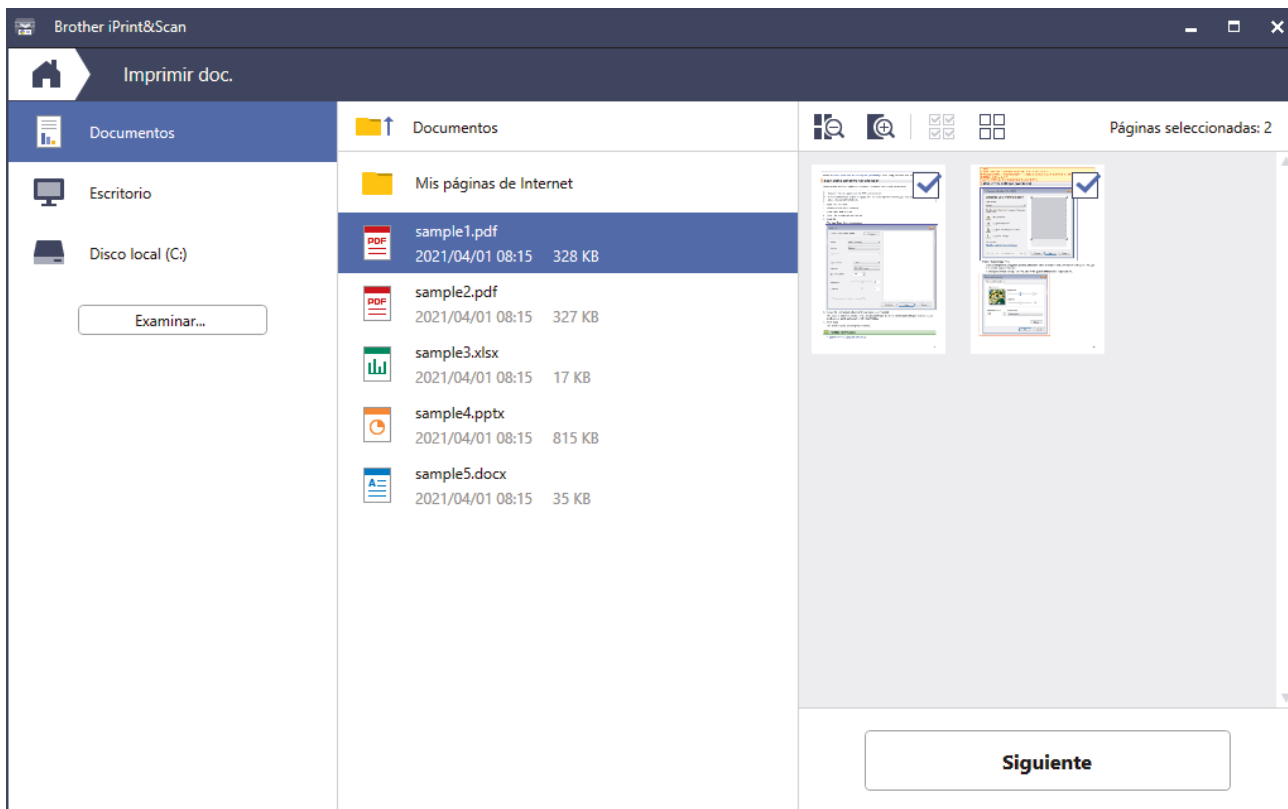 Brother iPrint&Scan
Imprimir doc.
Documentos
Escritorio
Disco local (C:)
Examinar...
Documentos
Mis páginas de Internet
PDF
sample1.pdf
2021/04/01 08:15 328 KB
PDF
sample2.pdf
2021/04/01 08:15 327 KB
sample3.xlsx
2021/04/01 08:15 17 KB
sample4.pptx
2021/04/01 08:15 815 KB
A
sample5.docx
2021/04/01 08:15 35 KB
Páginas seleccionadas: 2
Siguiente